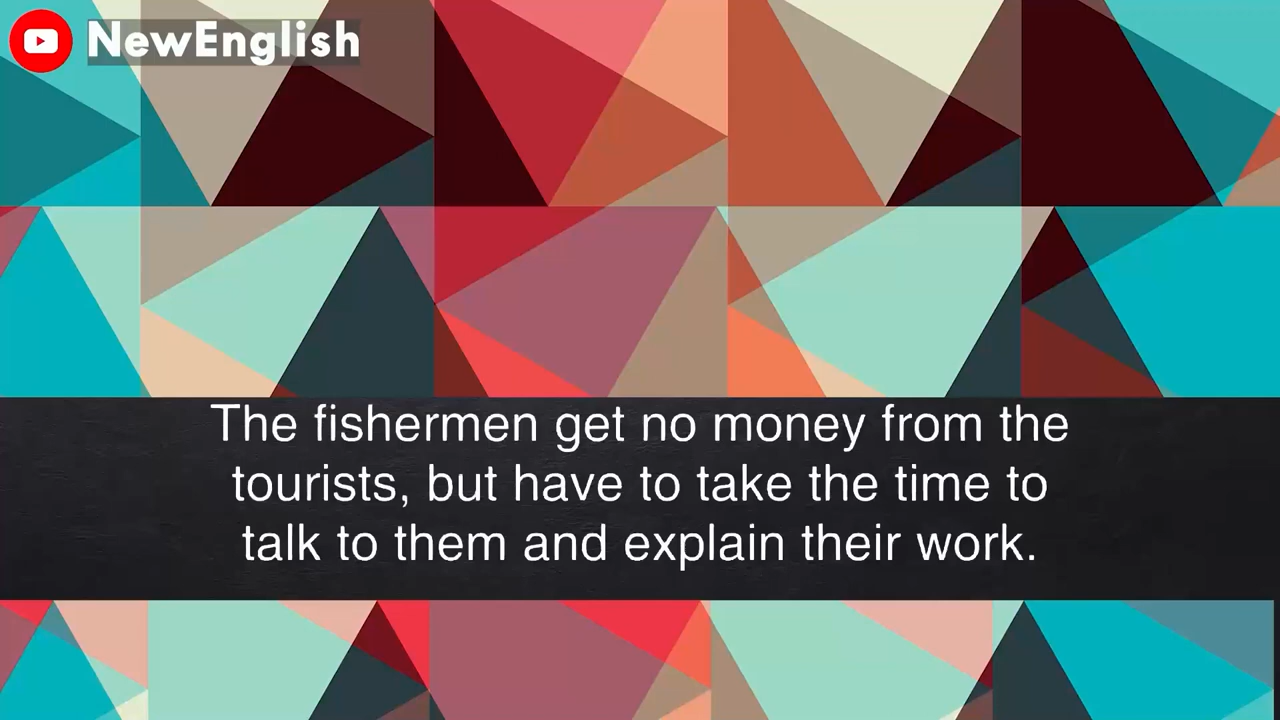 NewEnglish
The fishermen get no money from the
tourists, but have to take the time to
talk to them and explain their work.